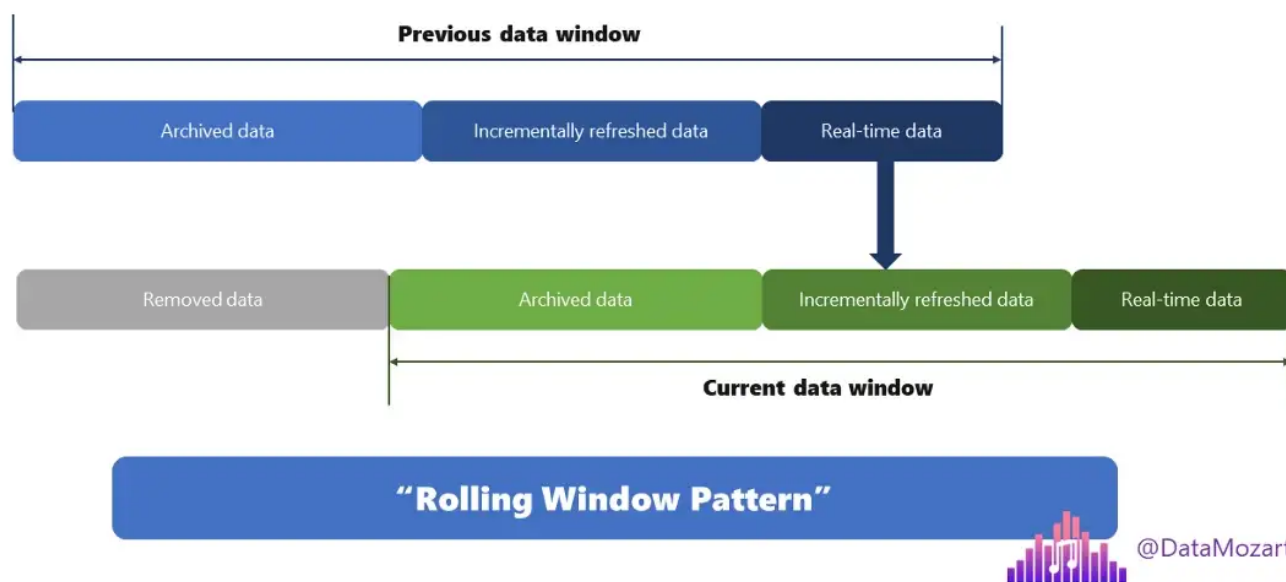 Previous data window
Archived data
Incrementally refreshed data
Real-time data
Removed data
Archived data
Incrementally refreshed data
Real-time data
Current data window
“Rolling Window Pattern”
@DataMozart